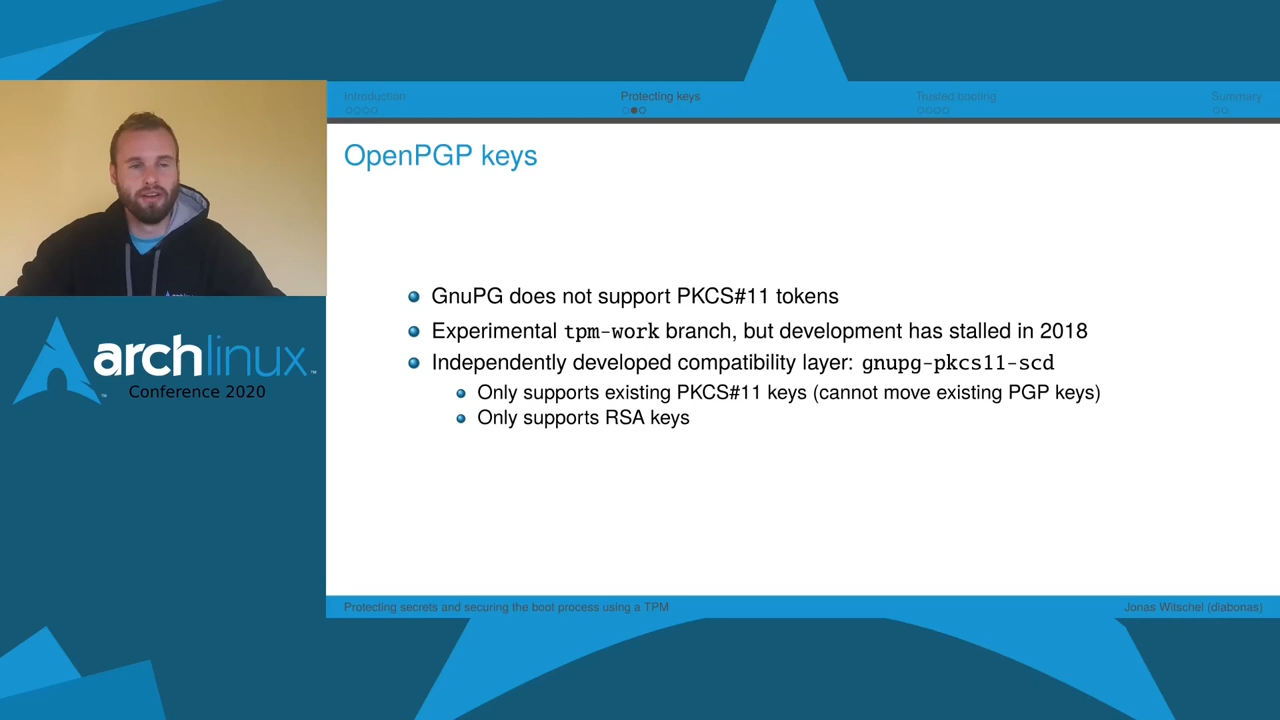 Introduction
Protecting keys
Trusted booting
Summary
OpenPGP keys
GnuPG does not support PKCS#11 tokens
Experimental tpm-work branch, but development has stalled in 2018
Independently developed compatibility layer: gnupg-pkcs11-scd
Only supports existing PKCS#11 keys (cannot move existing PGP keys)
Only supports RSA keys
archlinux
Conference 2020
Protecting secrets and securing the boot process using a TPM
Jonas Witschel (diabonas)